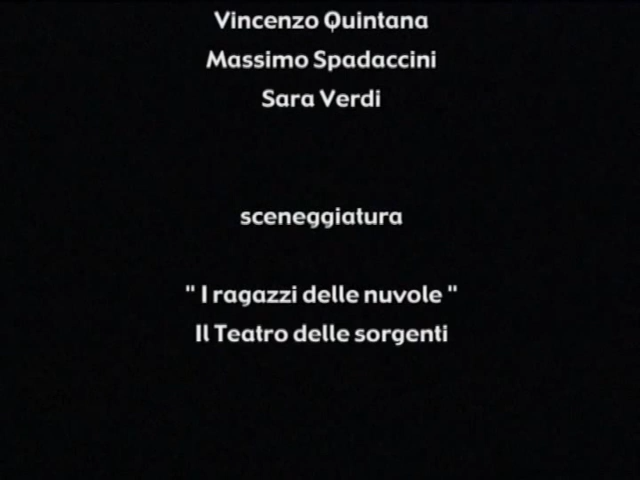 Vincenzo Quintana
Massimo Spadaccini
Sara Verdi
sceneggiatura
" I ragazzi delle nuvole "
Il Teatro delle sorgenti